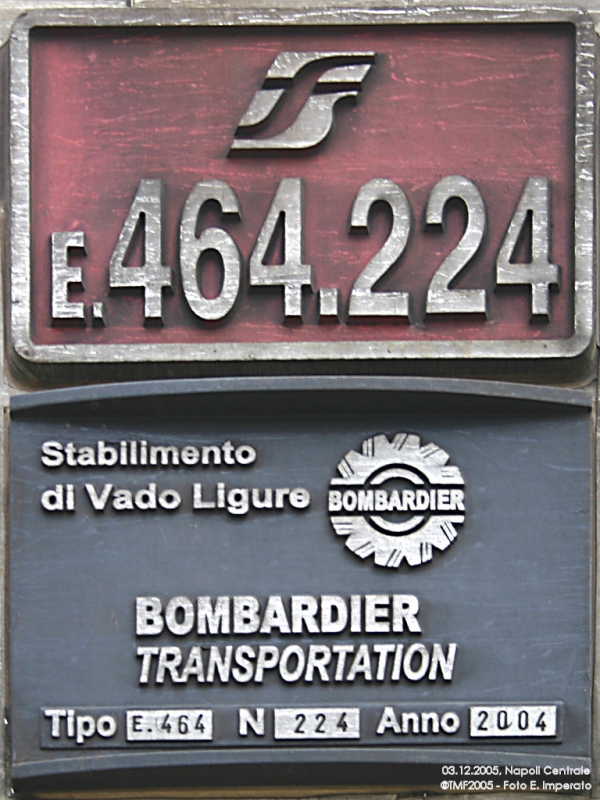 E.464.224
Stabilimento
di Vado Ligure
BOMBARDIER
BOMBARDIER
TRANSPORTATION
Tipo E.464 N 224 Anno 2004
03.12.2005, Napoli Centrale
©TMF2005 - Foto E. Imperato